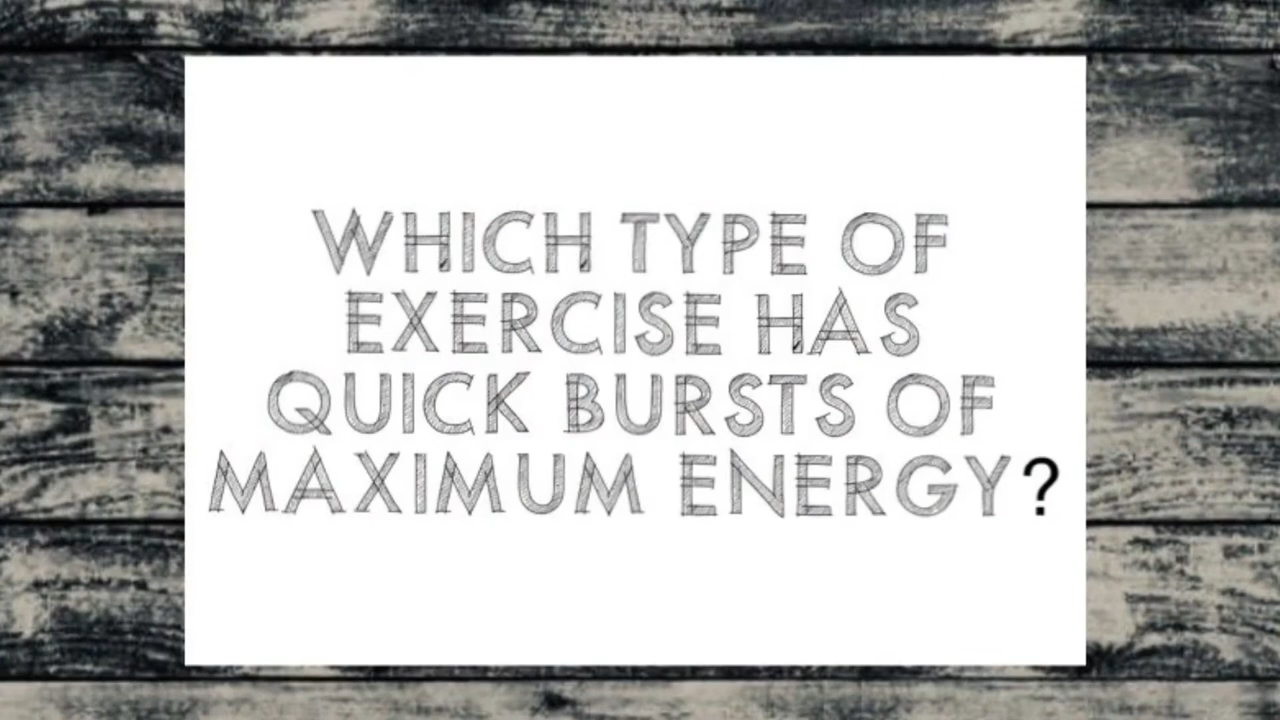 WHICH TYPE OF
EXERCISE HAS
QUICK BURSTS OF
MAXIMUM ENERGY?